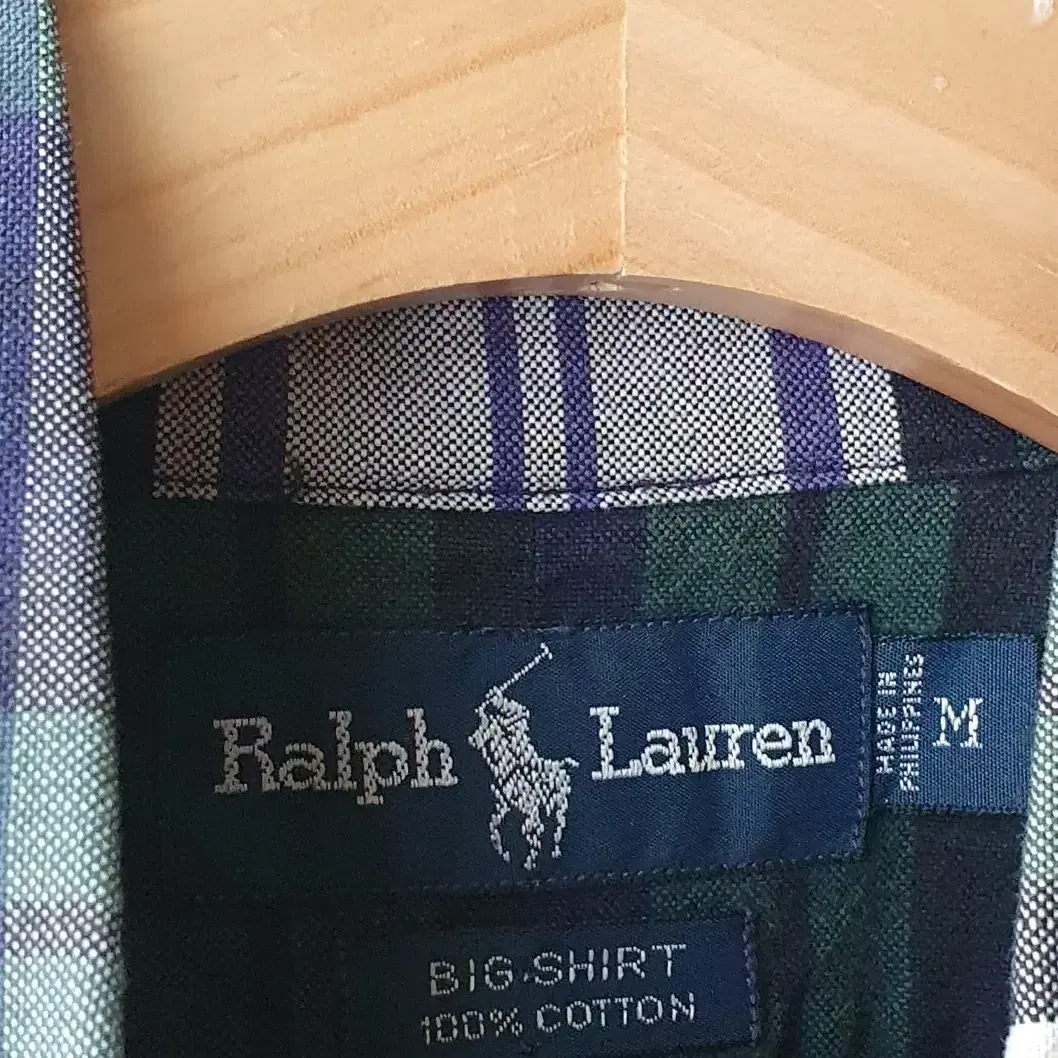 Ralph Lauren
MADE IN
PHILIPPINES
M
BIG-SHIRT
100% COTTON